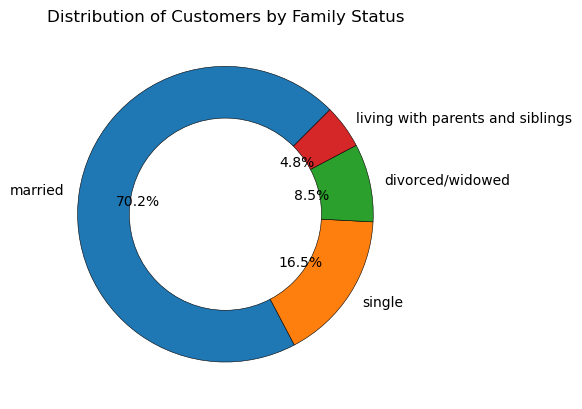 Distribution of Customers by Family Status
living with parents and siblings
4.8%
divorced/widowed
married
8.5%
70.2%
16.5%
single